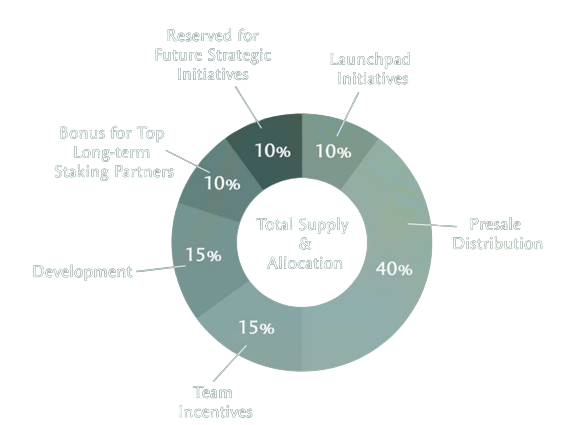 Reserved for
Future Strategic
Initiatives
Launchpad
Initiatives
Bonus for Top
Long-term
Staking Partners
10%
10%
10%
Total Supply
&
Allocation
Presale
Distribution
Development
15%
40%
15%
Team
Incentives